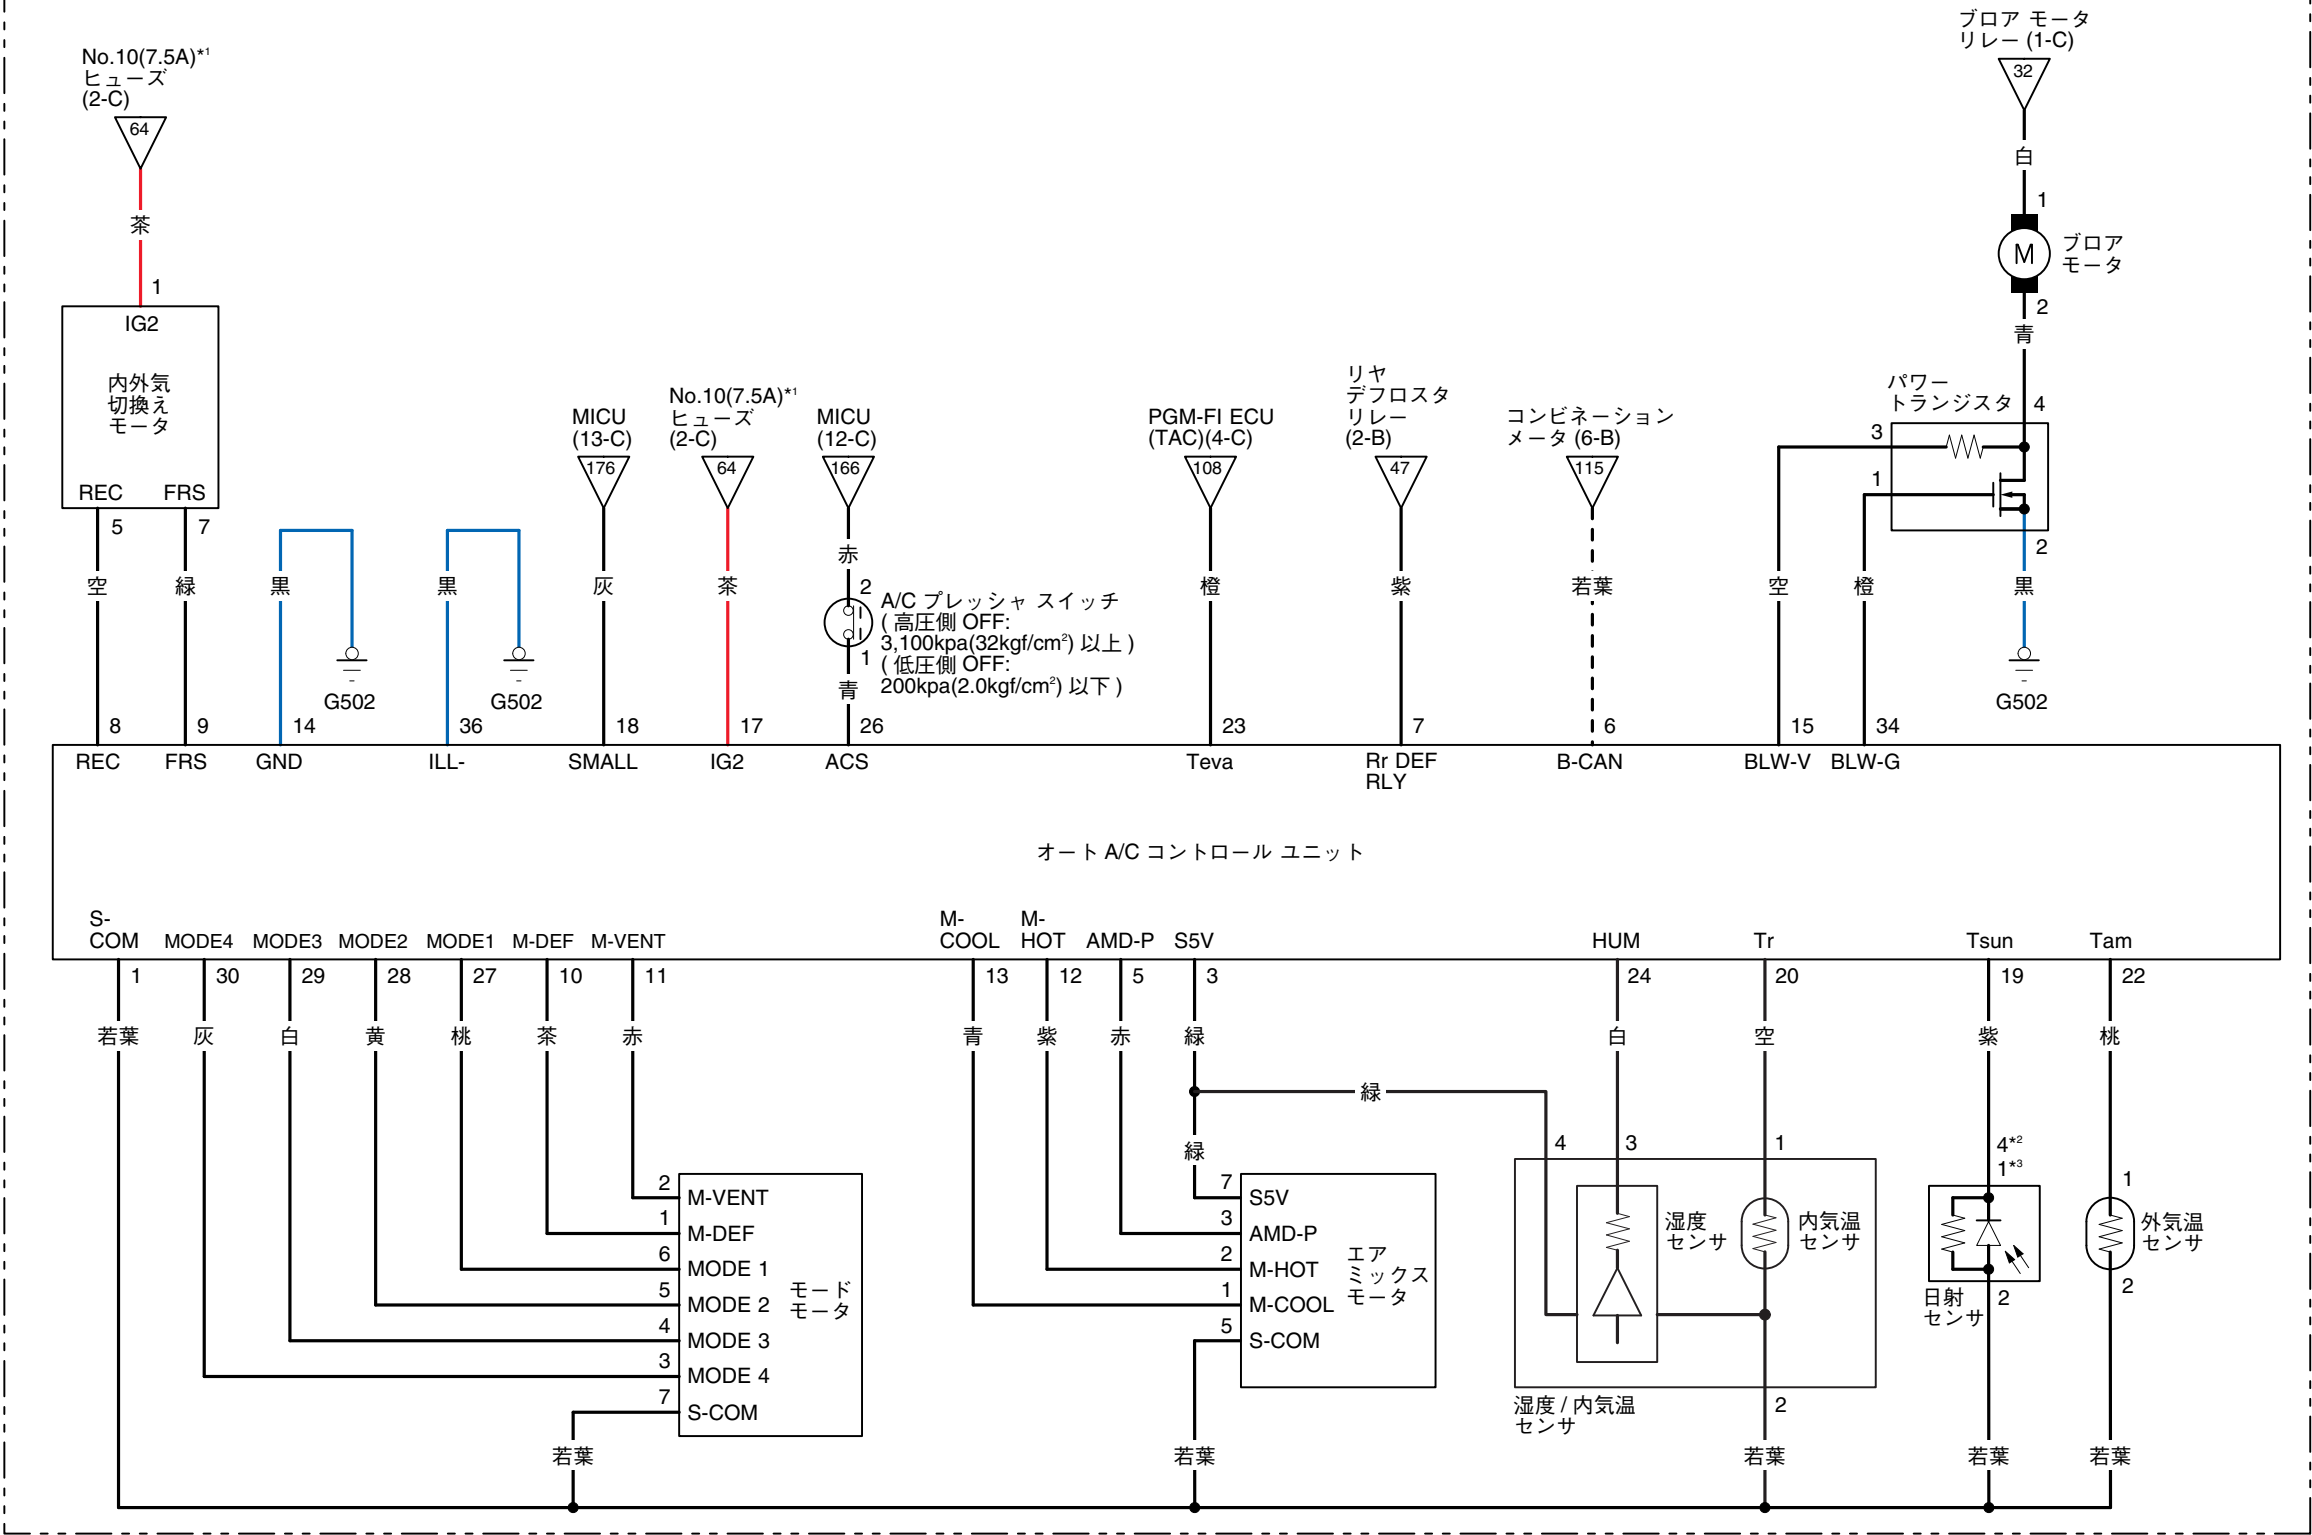 ブロア モータ
リレー (1-C)
32
白
1
M
ブロア
モータ
2
青
No.10(7.5A)*1
ヒューズ
(2-C)
64
茶
1
IG2
内外気
切換え
モータ
REC FRS
5 7
空 緑
黒
G502
黒
G502
MICU
(13-C)
176
灰
No.10(7.5A)*1
ヒューズ
(2-C)
64
茶
MICU
(12-C)
166
赤
2
A/C プレッシャ スイッチ
( 高圧側 OFF:
3,100kpa(32kgf/cm²) 以上 )
( 低圧側 OFF:
200kpa(2.0kgf/cm²) 以下 )
1
青
PGM-FI ECU
(TAC)(4-C)
108
橙
リヤ
デフロスタ
リレー
(2-B)
47
紫
コンビネーション
メータ (6-B)
115
若葉
パワー
トランジスタ
4
3
1
2
空 橙 黒
G502
8 9 14 36 18 17 26 23 7 6 15 34
REC FRS GND ILL- SMALL IG2 ACS Teva Rr DEF B-CAN BLW-V BLW-G
RLY
オート A/C コントロール ユニット
S- M- M-
COM MODE4 MODE3 MODE2 MODE1 M-DEF M-VENT COOL HOT AMD-P S5V HUM Tr Tsun Tam
1 30 29 28 27 10 11 13 12 5 3 24 20 19 22
若葉 灰 白 黄 桃 茶 赤 青 紫 赤 緑 白 空 紫 桃
緑
緑
2 M-VENT
1 M-DEF
6 MODE 1
5 MODE 2
4 MODE 3
3 MODE 4
7 S-COM
モード
モータ
7 S5V
3 AMD-P
2 M-HOT
1 M-COOL
5 S-COM
エア
ミックス
モータ
4 3 1
湿度
センサ
内気温
センサ
2
湿度 / 内気温
センサ
4*2
1*3
日射
センサ
2
1
外気温
センサ
2
若葉 若葉 若葉 若葉 若葉